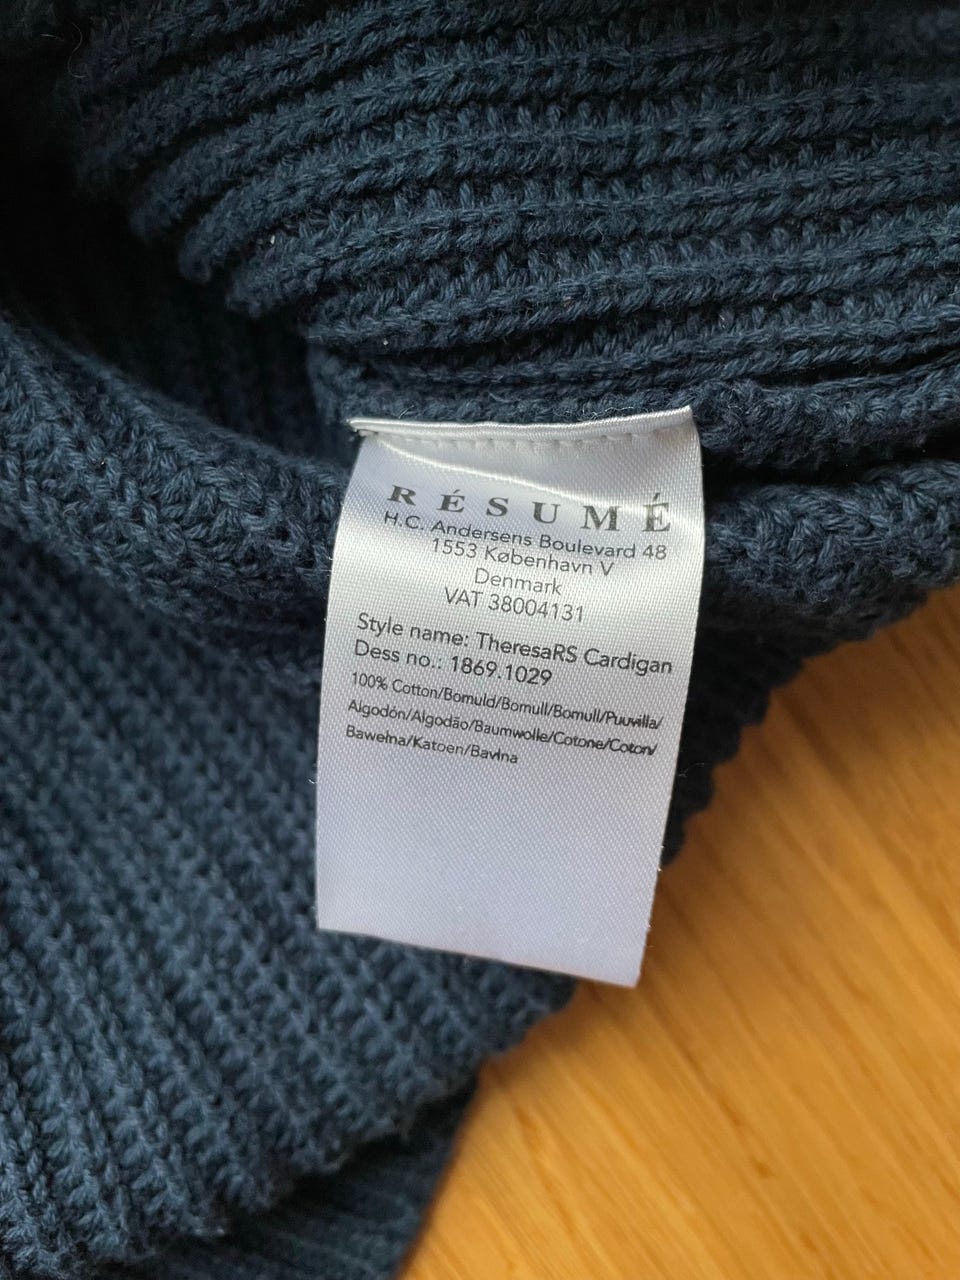 RÉSUMÉ
H.C. Andersens Boulevard 48
1553 København V
Denmark
VAT 38004131
Style name: TheresaRS Cardigan
Dess no.: 1869.1029
100% Cotton/Bomuld/Bomull/Bomull/Puuvilla/
Algodón/Algodão/Baumwolle/Cotone/Coton/
Bawełna/Katoen/Bavlna